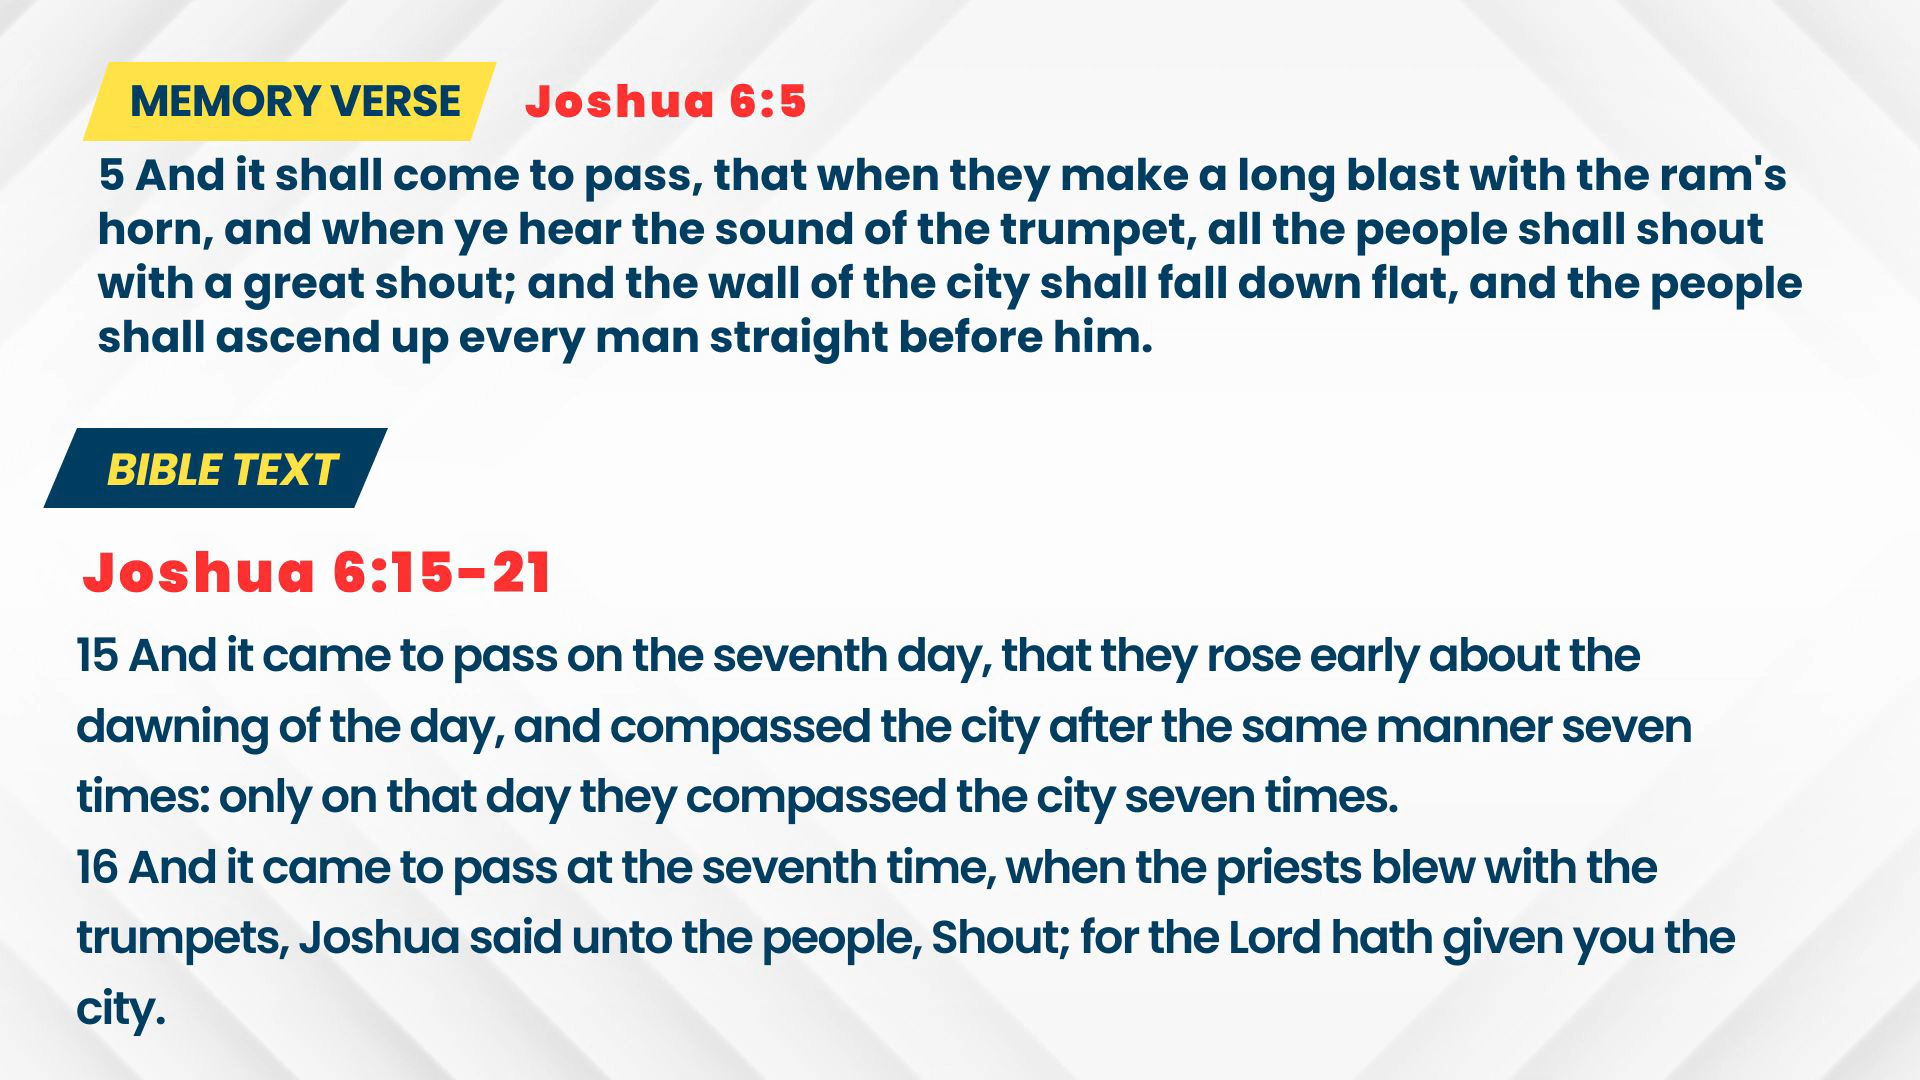 MEMORY VERSE Joshua 6:5
5 And it shall come to pass, that when they make a long blast with the ram's
horn, and when ye hear the sound of the trumpet, all the people shall shout
with a great shout; and the wall of the city shall fall down flat, and the people
shall ascend up every man straight before him.
BIBLE TEXT
Joshua 6:15-21
15 And it came to pass on the seventh day, that they rose early about the
dawning of the day, and compassed the city after the same manner seven
times: only on that day they compassed the city seven times.
16 And it came to pass at the seventh time, when the priests blew with the
trumpets, Joshua said unto the people, Shout; for the Lord hath given you the
city.